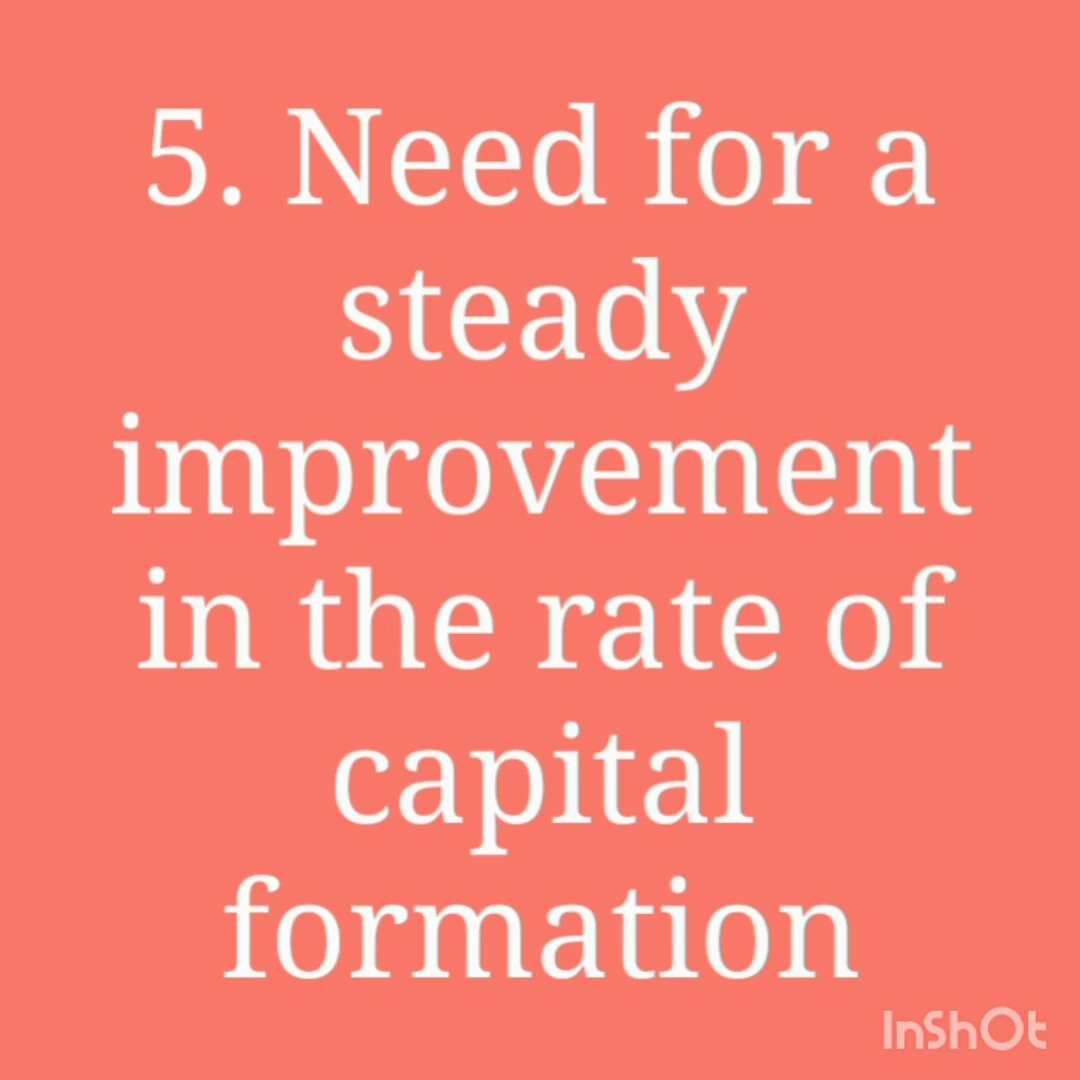 5. Need for a
steady
improvement
in the rate of
capital
formation
InShOt